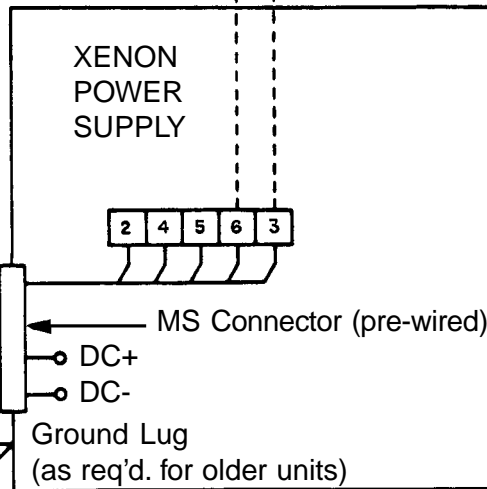 XENON
POWER
SUPPLY
2 4 5 6 3
MS Connector (pre-wired)
DC+
DC-
Ground Lug
(as req'd. for older units)